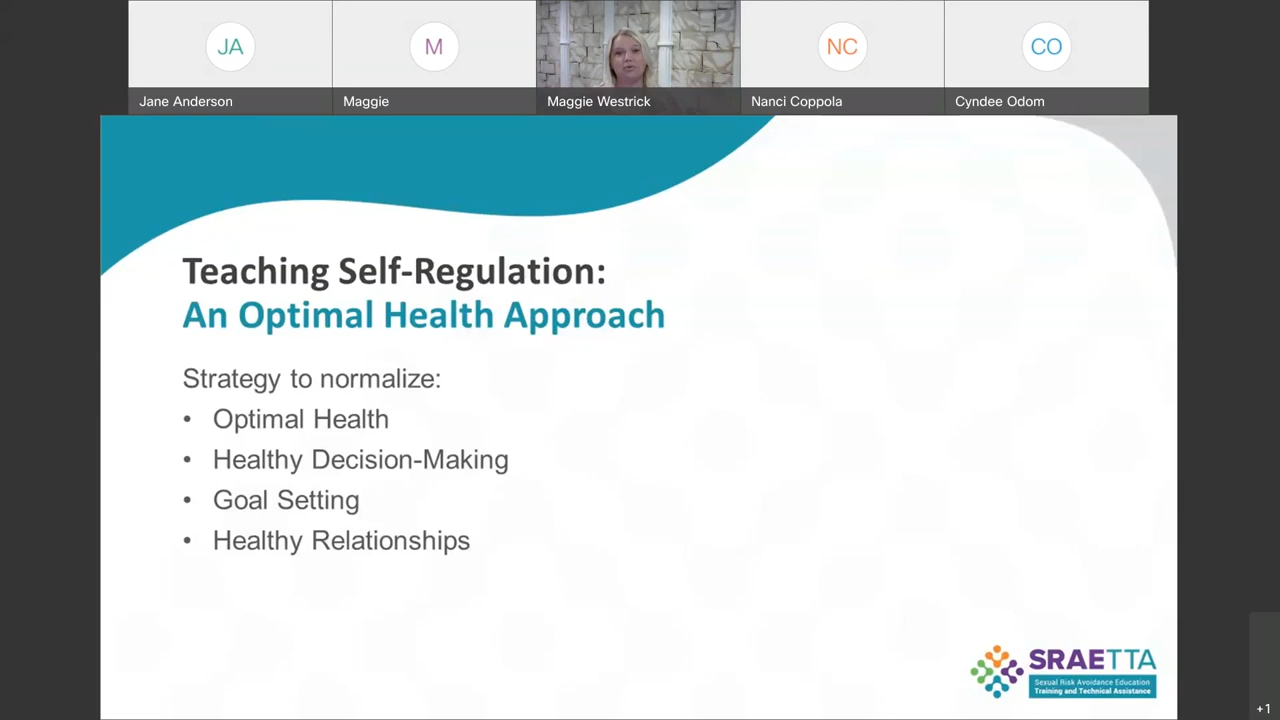 JA
M
NC
CO
Jane Anderson
Maggie
Maggie Westrick
Nanci Coppola
Cyndee Odom
Teaching Self-Regulation:
An Optimal Health Approach
Strategy to normalize:
• Optimal Health
• Healthy Decision-Making
• Goal Setting
• Healthy Relationships
SRAETTA
Sexual Risk Avoidance Education
Training and Technical Assistance
+1